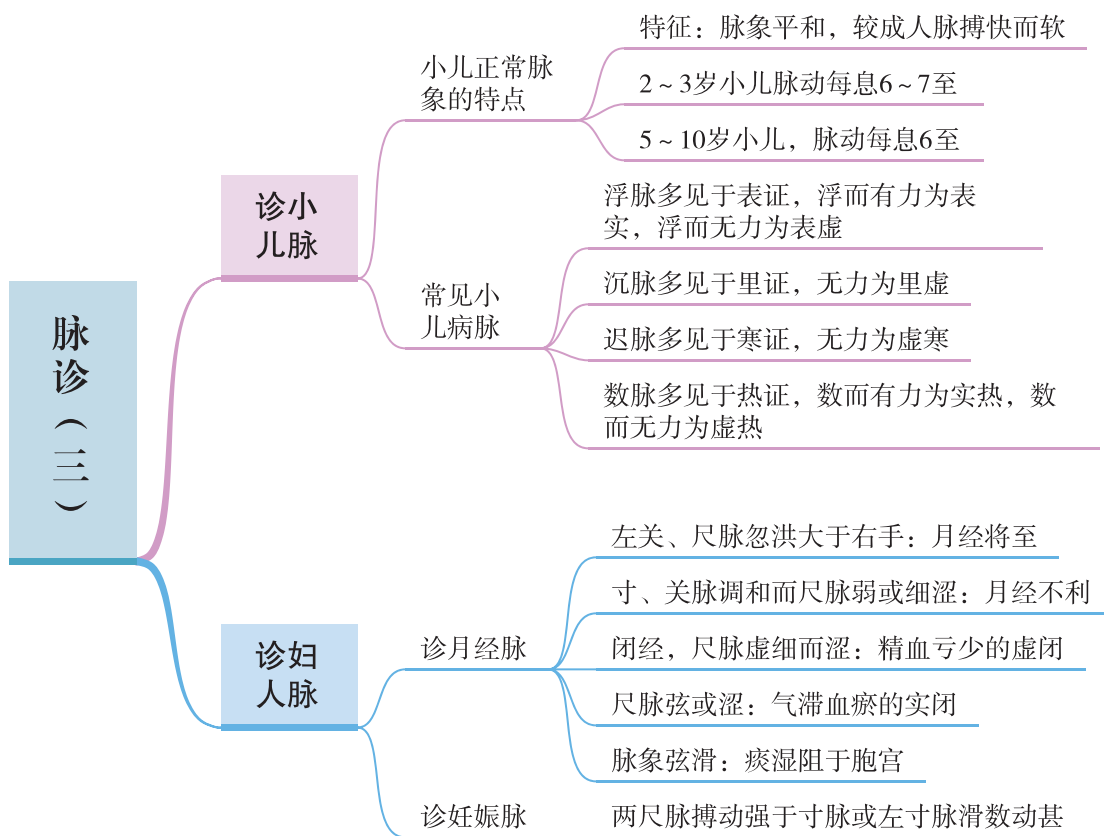 脉诊（三）
诊小
儿脉
小儿正常脉
象的特点
特征：脉象平和，较成人脉搏快而软
2～3岁小儿脉动每息6～7至
5～10岁小儿，脉动每息6至
常见小
儿病脉
浮脉多见于表证，浮而有力为表
实，浮而无力为表虚
沉脉多见于里证，无力为里虚
迟脉多见于寒证，无力为虚寒
数脉多见于热证，数而有力为实热，数
而无力为虚热
诊妇
人脉
诊月经脉
左关、尺脉忽洪大于右手：月经将至
寸、关脉调和而尺脉弱或细涩：月经不利
闭经，尺脉虚细而涩：精血亏少的虚闭
尺脉弦或涩：气滞血瘀的实闭
脉象弦滑：痰湿阻于胞宫
诊妊娠脉
两尺脉搏动强于寸脉或左寸脉滑数动甚